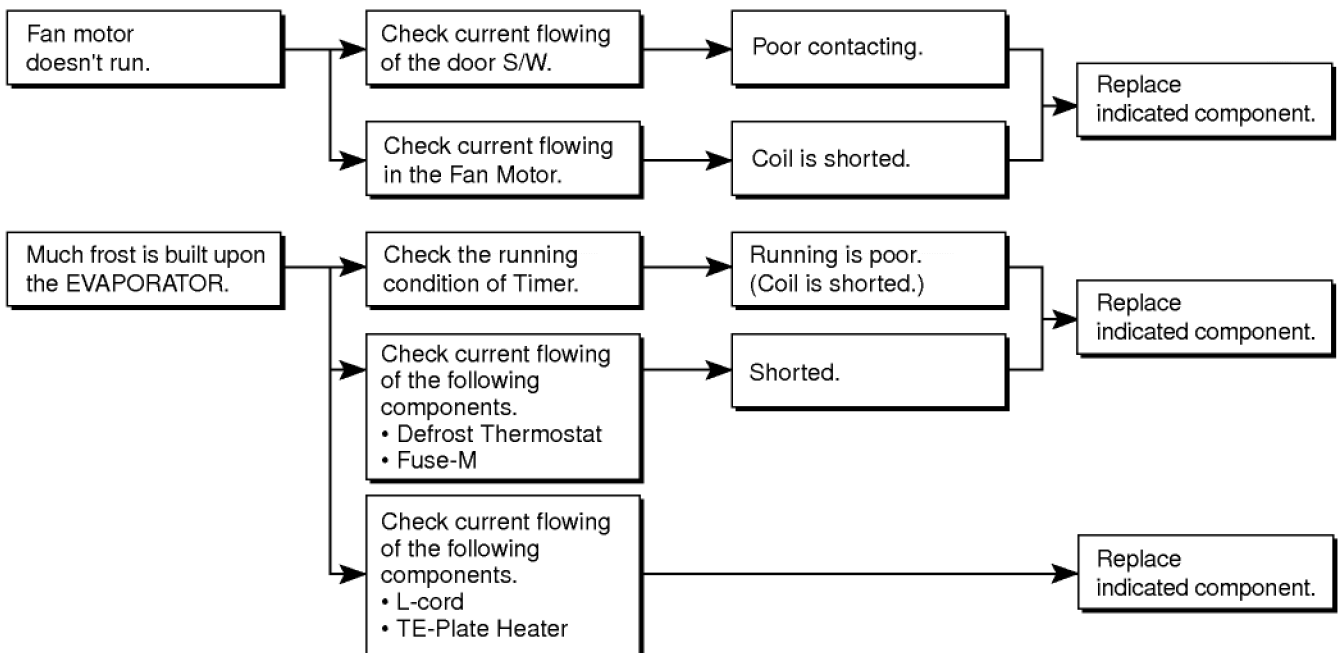 Fan motor
doesn't run.
Check current flowing
of the door S/W.
Poor contacting.
Replace
indicated component.
Check current flowing
in the Fan Motor.
Coil is shorted.
Much frost is built upon
the EVAPORATOR.
Check the running
condition of Timer.
Running is poor.
(Coil is shorted.)
Replace
indicated component.
Check current flowing
of the following
components.
• Defrost Thermostat
• Fuse-M
Shorted.
Check current flowing
of the following
components.
• L-cord
• TE-Plate Heater
Replace
indicated component.